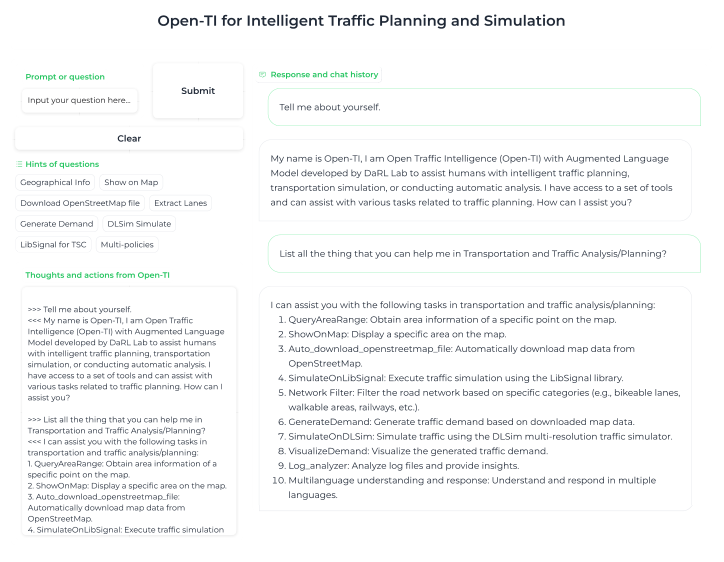 Open-TI for Intelligent Traffic Planning and Simulation
Prompt or question
Input your question here...
Submit
Clear
Hints of questions
Geographical Info
Show on Map
Download OpenStreetMap file
Extract Lanes
Generate Demand
DLSim Simulate
LibSignal for TSC
Multi-policies
Thoughts and actions from Open-TI
>>> Tell me about yourself.
<<< My name is Open-TI, I am Open Traffic
Intelligence (Open-TI) with Augmented Language
Model developed by DaRL Lab to assist humans
with intelligent traffic planning, transportation
simulation, or conducting automatic analysis. I
have access to a set of tools and can assist with
various tasks related to traffic planning. How can I
assist you?
>>> List all the thing that you can help me in
Transportation and Traffic Analysis/Planning?
<<< I can assist you with the following tasks in
transportation and traffic analysis/planning:
1. QueryAreaRange: Obtain area information of a
specific point on the map.
2. ShowOnMap: Display a specific area on the map.
3. Auto_download_openstreetmap_file:
Automatically download map data from
OpenStreetMap.
4. SimulateOnLibSignal: Execute traffic simulation
Response and chat history
Tell me about yourself.
My name is Open-TI, I am Open Traffic Intelligence (Open-TI) with Augmented Language
Model developed by DaRL Lab to assist humans with intelligent traffic planning,
transportation simulation, or conducting automatic analysis. I have access to a set of tools
and can assist with various tasks related to traffic planning. How can I assist you?
List all the thing that you can help me in Transportation and Traffic Analysis/Planning?
I can assist you with the following tasks in transportation and traffic analysis/planning:
1. QueryAreaRange: Obtain area information of a specific point on the map.
2. ShowOnMap: Display a specific area on the map.
3. Auto_download_openstreetmap_file: Automatically download map data from
OpenStreetMap.
4. SimulateOnLibSignal: Execute traffic simulation using the LibSignal library.
5. Network Filter: Filter the road network based on specific categories (e.g., bikeable lanes,
walkable areas, railways, etc.).
6. GenerateDemand: Generate traffic demand based on downloaded map data.
7. SimulateOnDLSim: Simulate traffic using the DLSim multi-resolution traffic simulator.
8. VisualizeDemand: Visualize the generated traffic demand.
9. Log_analyzer: Analyze log files and provide insights.
10. Multilanguage understanding and response: Understand and respond in multiple
languages.